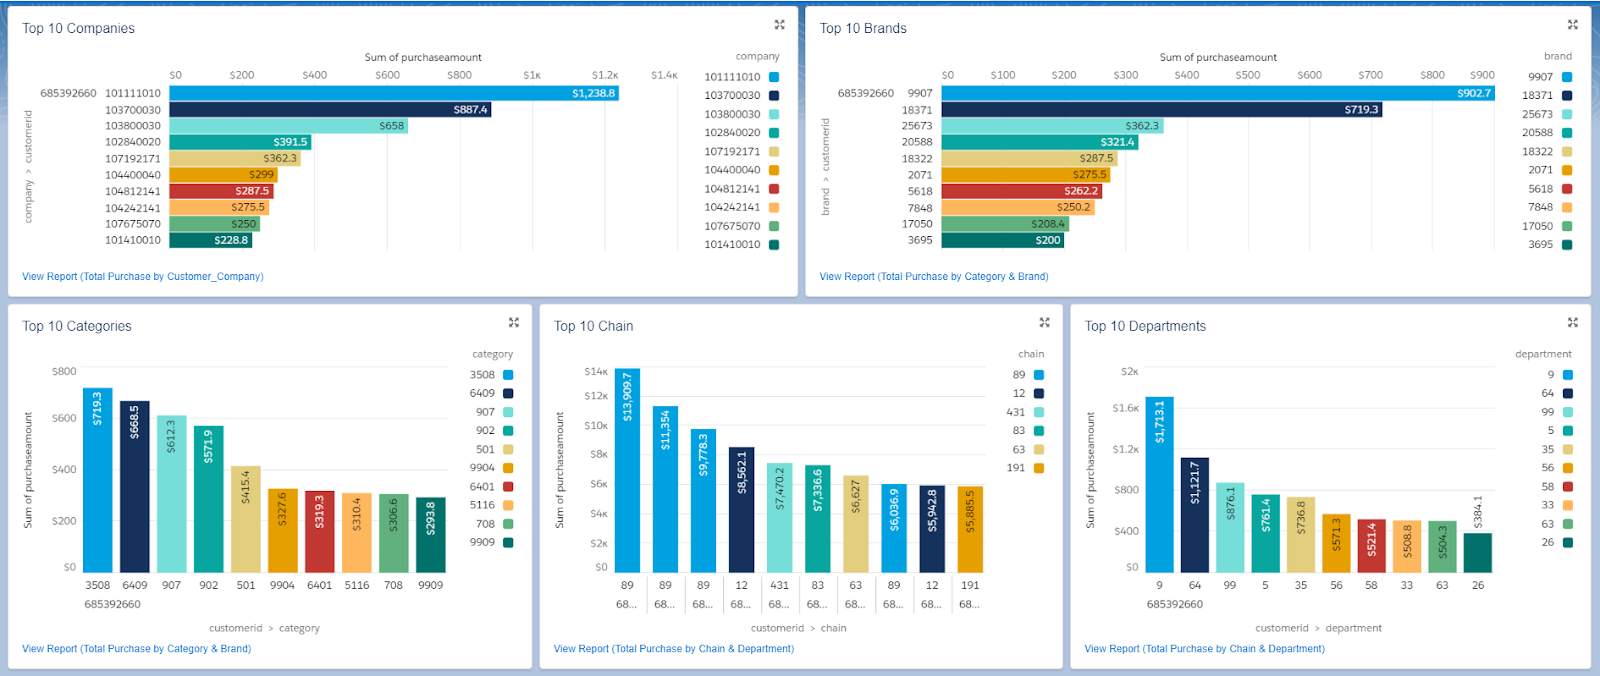 Top 10 Companies
Sum of purchaseamount
$0 $200 $400 $600 $800 $1K $1.2K $1.4K
company > customerid
685392660 101111010 $1,238.8
103700030 $887.4
103800030 $658
102840020 $391.5
107192171 $362.3
104400040 $299
104812141 $287.5
104242141 $275.5
107675070 $250
101410010 $228.8
company
101111010
103700030
103800030
102840020
107192171
104400040
104812141
104242141
107675070
101410010
View Report (Total Purchase by Customer_Company)
Top 10 Brands
Sum of purchaseamount
$0 $100 $200 $300 $400 $500 $600 $700 $800 $900
brand > customerid
685392660 9907 $902.7
18371 $719.3
25673 $362.3
20588 $321.4
18322 $287.5
2071 $275.5
5618 $262.2
7848 $250.2
17050 $208.4
3695 $200
brand
9907
18371
25673
20588
18322
2071
5618
7848
17050
3695
View Report (Total Purchase by Category & Brand)
Top 10 Categories
Sum of purchaseamount
$800
$600
$400
$200
$0
$719.3 $668.5 $612.3 $571.9 $415.4 $327.6 $319.3 $310.4 $306.6 $293.8
3508 6409 907 902 501 9904 6401 5116 708 9909
685392660
customerid > category
category
3508
6409
907
902
501
9904
6401
5116
708
9909
View Report (Total Purchase by Category & Brand)
Top 10 Chain
Sum of purchaseamount
$14K
$12K
$10K
$8K
$6K
$4K
$2K
$0
$13,909.7 $11,354 $9,778.3 $8,562.1 $7,470.2 $7,336.6 $6,627 $6,036.9 $5,942.8 $5,885.5
89 89 89 12 431 83 63 89 12 191
68... 68... 68... 68... 68... 68... 68... 68... 68... 68...
customerid > chain
chain
89
12
431
83
63
191
View Report (Total Purchase by Chain & Department)
Top 10 Departments
Sum of purchaseamount
$2K
$1.6K
$1.2K
$800
$400
$0
$1,713.1 $1,121.7 $876.1 $761.4 $736.8 $571.3 $521.4 $508.8 $504.3 $384.1
9 64 99 5 35 56 58 33 63 26
685392660
customerid > department
department
9
64
99
5
35
56
58
33
63
26
View Report (Total Purchase by Chain & Department)